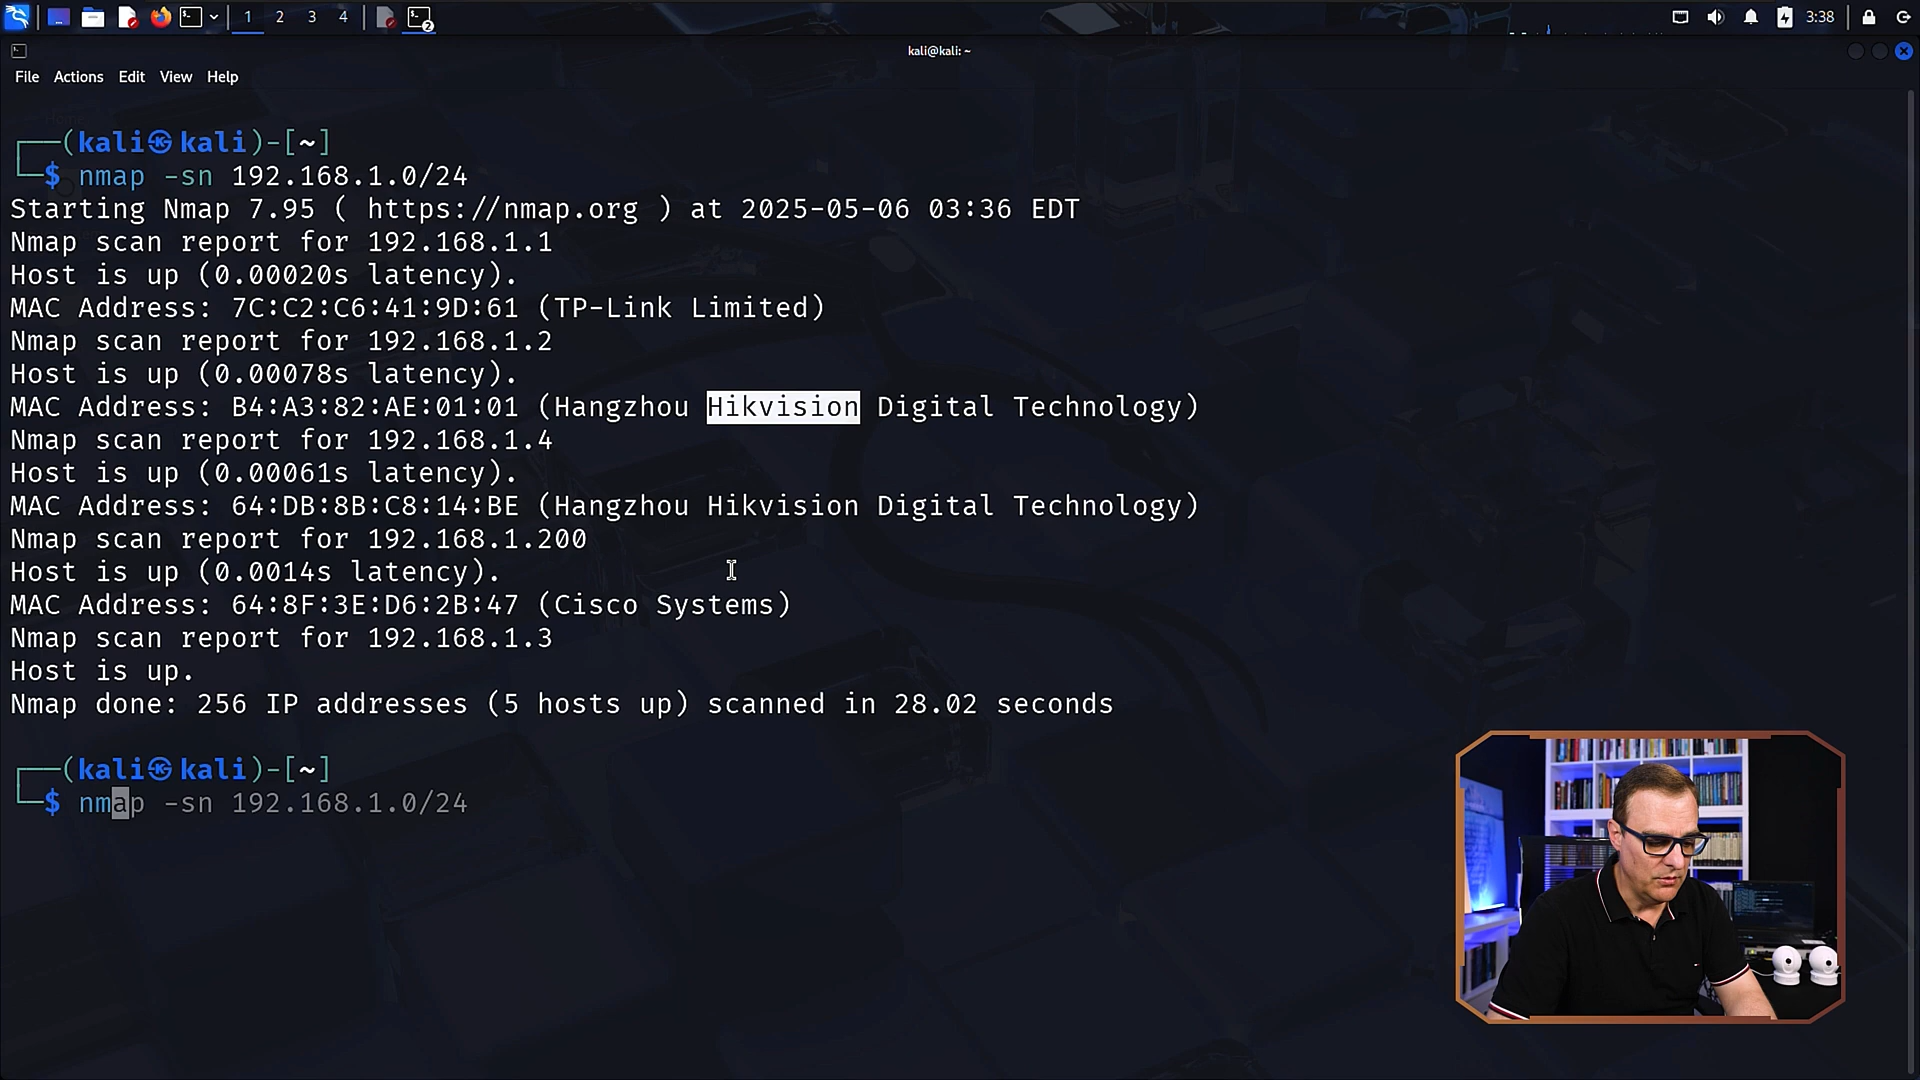 1 2 3 4
2
3:38
kali@kali: ~
File Actions Edit View Help
┌──(kali㉿kali)-[~]
└─$ nmap -sn 192.168.1.0/24
Starting Nmap 7.95 ( https://nmap.org ) at 2025-05-06 03:36 EDT
Nmap scan report for 192.168.1.1
Host is up (0.00020s latency).
MAC Address: 7C:C2:C6:41:9D:61 (TP-Link Limited)
Nmap scan report for 192.168.1.2
Host is up (0.00078s latency).
MAC Address: B4:A3:82:AE:01:01 (Hangzhou Hikvision Digital Technology)
Nmap scan report for 192.168.1.4
Host is up (0.00061s latency).
MAC Address: 64:DB:8B:C8:14:BE (Hangzhou Hikvision Digital Technology)
Nmap scan report for 192.168.1.200
Host is up (0.0014s latency).
MAC Address: 64:8F:3E:D6:2B:47 (Cisco Systems)
Nmap scan report for 192.168.1.3
Host is up.
Nmap done: 256 IP addresses (5 hosts up) scanned in 28.02 seconds
┌──(kali㉿kali)-[~]
└─$ nmap -sn 192.168.1.0/24